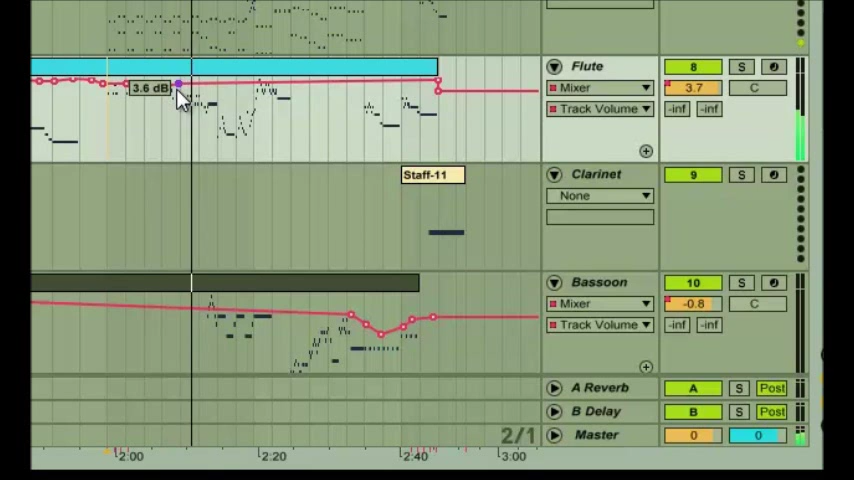 Flute 8 S
3.6 dB Mixer 3.7 C
Track Volume -inf -inf
Staff-11 Clarinet 9 S
None
Bassoon 10 S
Mixer -0.8 C
Track Volume -inf -inf
A Reverb A S Post
B Delay B S Post
2/1 Master 0 0
2:00 2:20 2:40 3:00